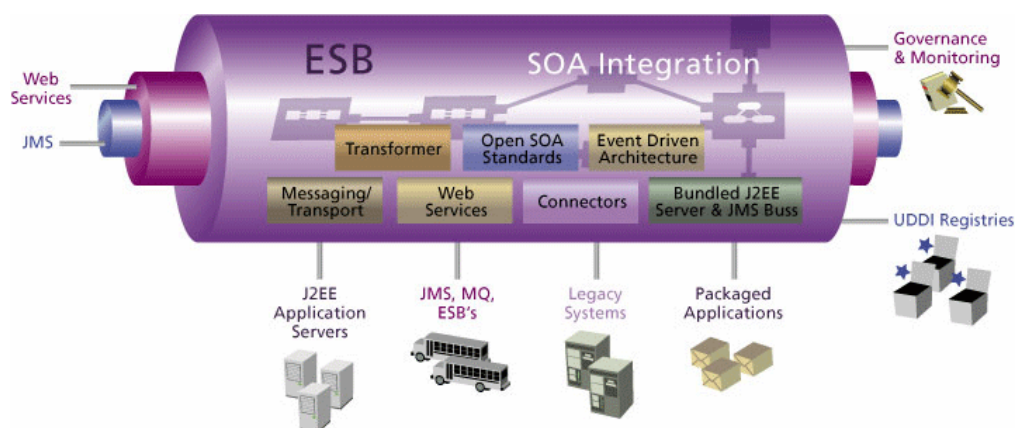 ESB
SOA Integration
Governance
& Monitoring
Web
Services
JMS
Transformer
Open SOA
Standards
Event Driven
Architecture
Messaging/
Transport
Web
Services
Connectors
Bundled J2EE
Server & JMS Buss
UDDI Registries
J2EE
Application
Servers
JMS, MQ,
ESB's
Legacy
Systems
Packaged
Applications